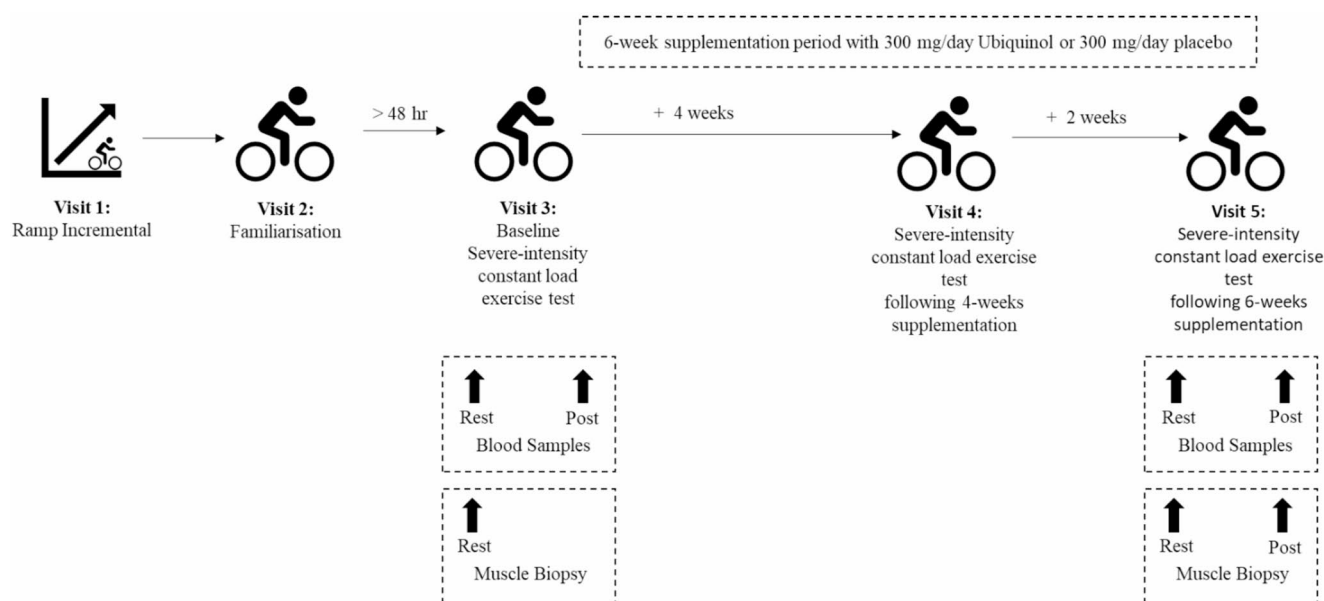 6-week supplementation period with 300 mg/day Ubiquinol or 300 mg/day placebo
> 48 hr
+ 4 weeks
+ 2 weeks
Visit 1:
Ramp Incremental
Visit 2:
Familiarisation
Visit 3:
Baseline
Severe-intensity
constant load
exercise test
Visit 4:
Severe-intensity
constant load exercise
test
following 4-weeks
supplementation
Visit 5:
Severe-intensity
constant load exercise
test
following 6-weeks
supplementation
Rest
Post
Blood Samples
Rest
Muscle Biopsy
Rest
Post
Blood Samples
Rest
Post
Muscle Biopsy